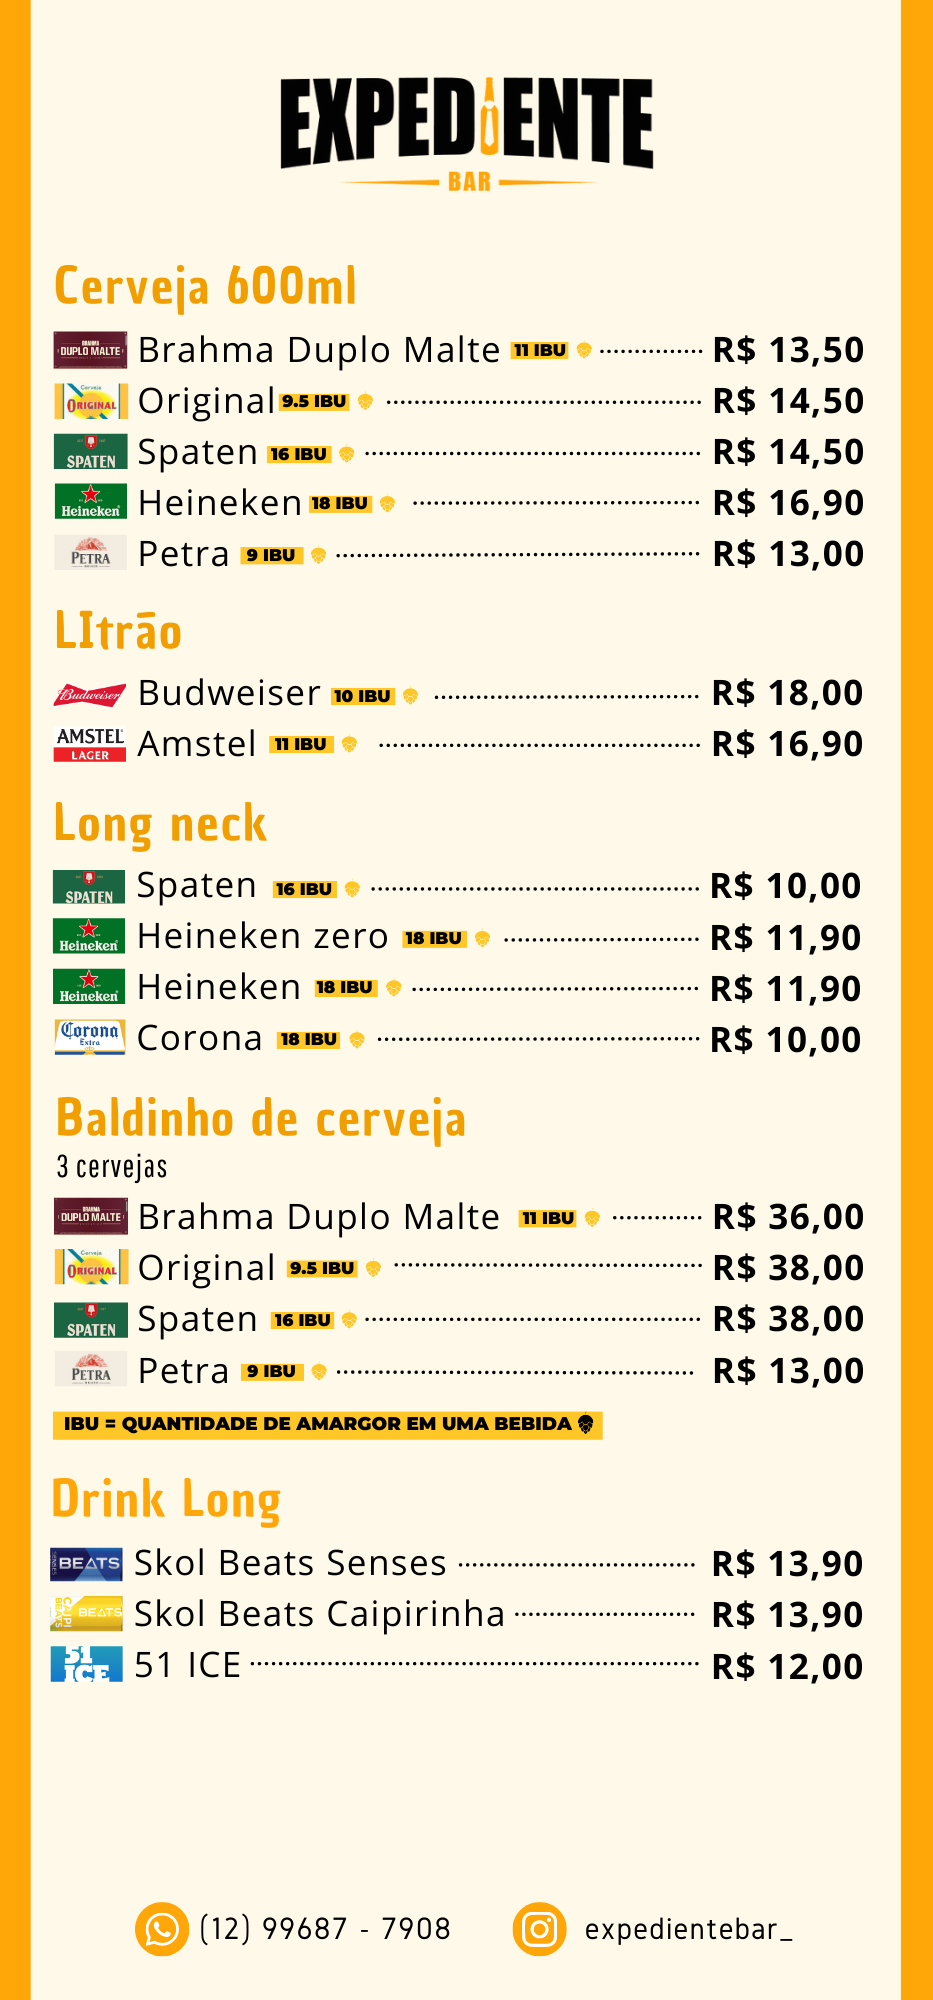 EXPEDIENTE
BAR
Cerveja 600ml
BRAHMA DUPLO MALTE Brahma Duplo Malte 11 IBU R$ 13,50
Cerveja ORIGINAL Original 9.5 IBU R$ 14,50
SPATEN Spaten 16 IBU R$ 14,50
Heineken Heineken 18 IBU R$ 16,90
PETRA Petra 9 IBU R$ 13,00
LItrão
Budweiser Budweiser 10 IBU R$ 18,00
AMSTEL LAGER Amstel 11 IBU R$ 16,90
Long neck
SPATEN Spaten 16 IBU R$ 10,00
Heineken Heineken zero 18 IBU R$ 11,90
Heineken Heineken 18 IBU R$ 11,90
Corona Extra Corona 18 IBU R$ 10,00
Baldinho de cerveja
3 cervejas
BRAHMA DUPLO MALTE Brahma Duplo Malte 11 IBU R$ 36,00
Cerveja ORIGINAL Original 9.5 IBU R$ 38,00
SPATEN Spaten 16 IBU R$ 38,00
PETRA Petra 9 IBU R$ 13,00
IBU = QUANTIDADE DE AMARGOR EM UMA BEBIDA
Drink Long
SENSES BEATS Skol Beats Senses R$ 13,90
BEATS Skol Beats Caipirinha R$ 13,90
51 ICE 51 ICE R$ 12,00
(12) 99687 - 7908 expedientebar_